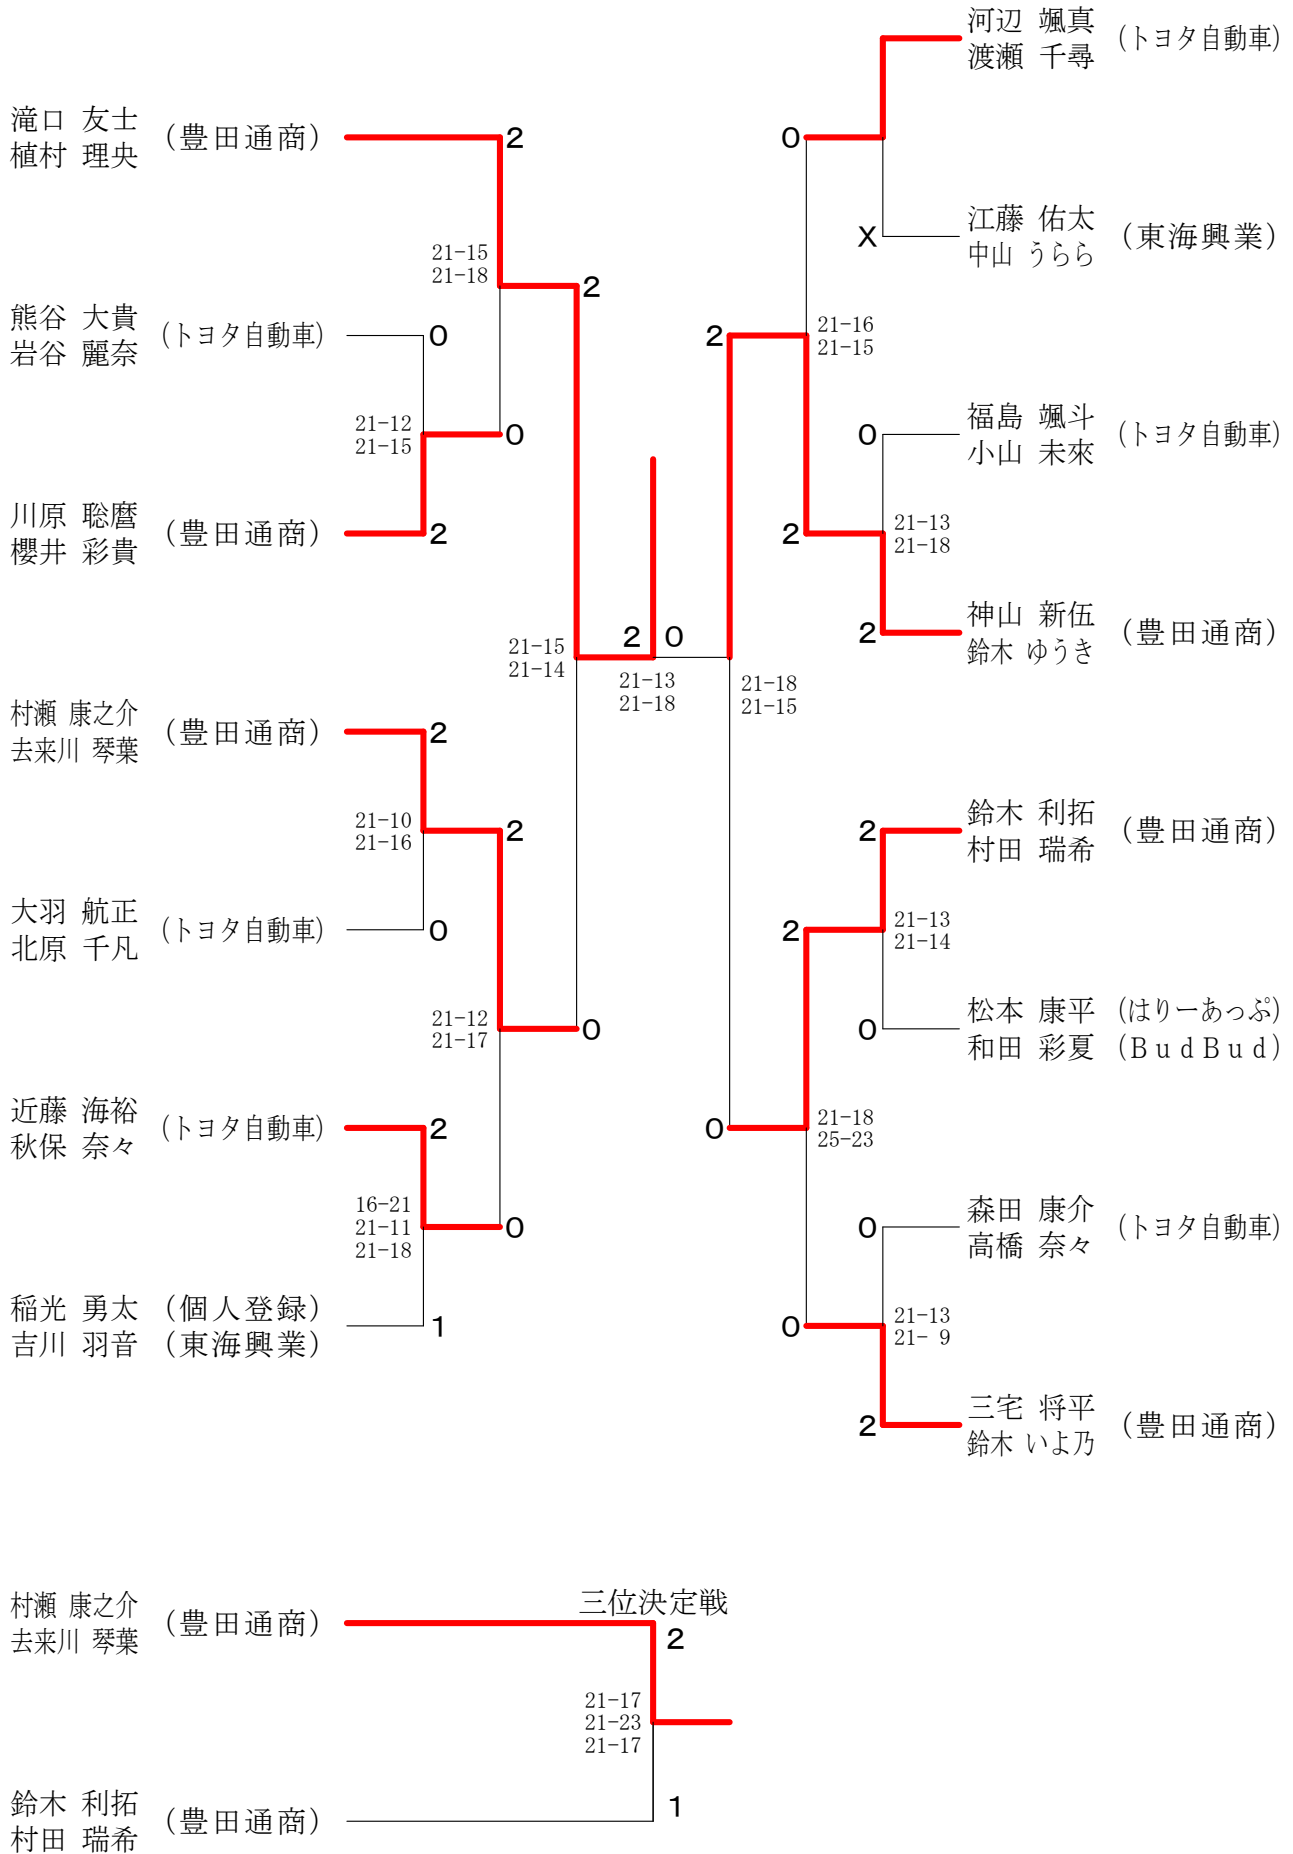 滝口 友士
植村 理央
(豊田通商)
2
21-15
21-18
2
熊谷 大貴
岩谷 麗奈
(トヨタ自動車)
0
21-12
21-15
0
川原 聡麿
櫻井 彩貴
(豊田通商)
2
21-15
21-14
2
0
21-13
21-18
村瀬 康之介
去来川 琴葉
(豊田通商)
2
21-10
21-16
2
大羽 航正
北原 千凡
(トヨタ自動車)
0
21-12
21-17
0
近藤 海裕
秋保 奈々
(トヨタ自動車)
2
16-21
21-11
21-18
0
稲光 勇太 (個人登録)
吉川 羽音 (東海興業)
1
河辺 颯真
渡瀬 千尋
(トヨタ自動車)
0
江藤 佑太
中山 うらら
(東海興業)
X
2
21-16
21-15
福島 颯斗
小山 未來
(トヨタ自動車)
0
2
21-13
21-18
神山 新伍
鈴木 ゆうき
(豊田通商)
2
21-18
21-15
鈴木 利拓
村田 瑞希
(豊田通商)
2
2
21-13
21-14
松本 康平 (はりーあっぷ)
和田 彩夏 (BudBud)
0
0
21-18
25-23
森田 康介
高橋 奈々
(トヨタ自動車)
0
0
21-13
21- 9
三宅 将平
鈴木 いよ乃
(豊田通商)
2
三位決定戦
村瀬 康之介
去来川 琴葉
(豊田通商)
2
21-17
21-23
21-17
鈴木 利拓
村田 瑞希
(豊田通商)
1